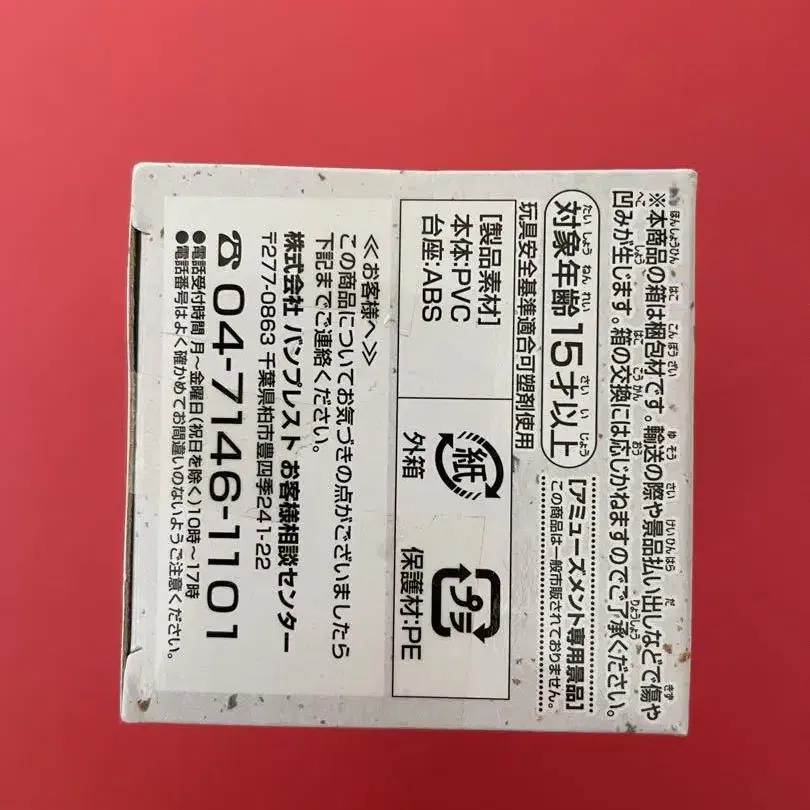 ※本商品の箱は梱包材です。輸送の際や景品払い出しなどで傷や
凹みが生じます。箱の交換には応じかねますのでご了承ください。
対象年齢15才以上
玩具安全基準適合可塑剤使用
[アミューズメント専用景品]
この商品は一般市販されておりません。
[製品素材]
本体:PVC
台座:ABS
紙
外箱
プラ
保護材:PE
≪お客様へ≫
この商品についてお気づきの点がございましたら
下記までご連絡ください。
株式会社 バンプレスト お客様相談センター
〒277-0863 千葉県柏市豊四季241-22
☎04-7146-1101
●電話受付時間 月～金曜日(祝日を除く)10時～17時
●電話番号はよく確かめてお間違いのないようご注意ください。